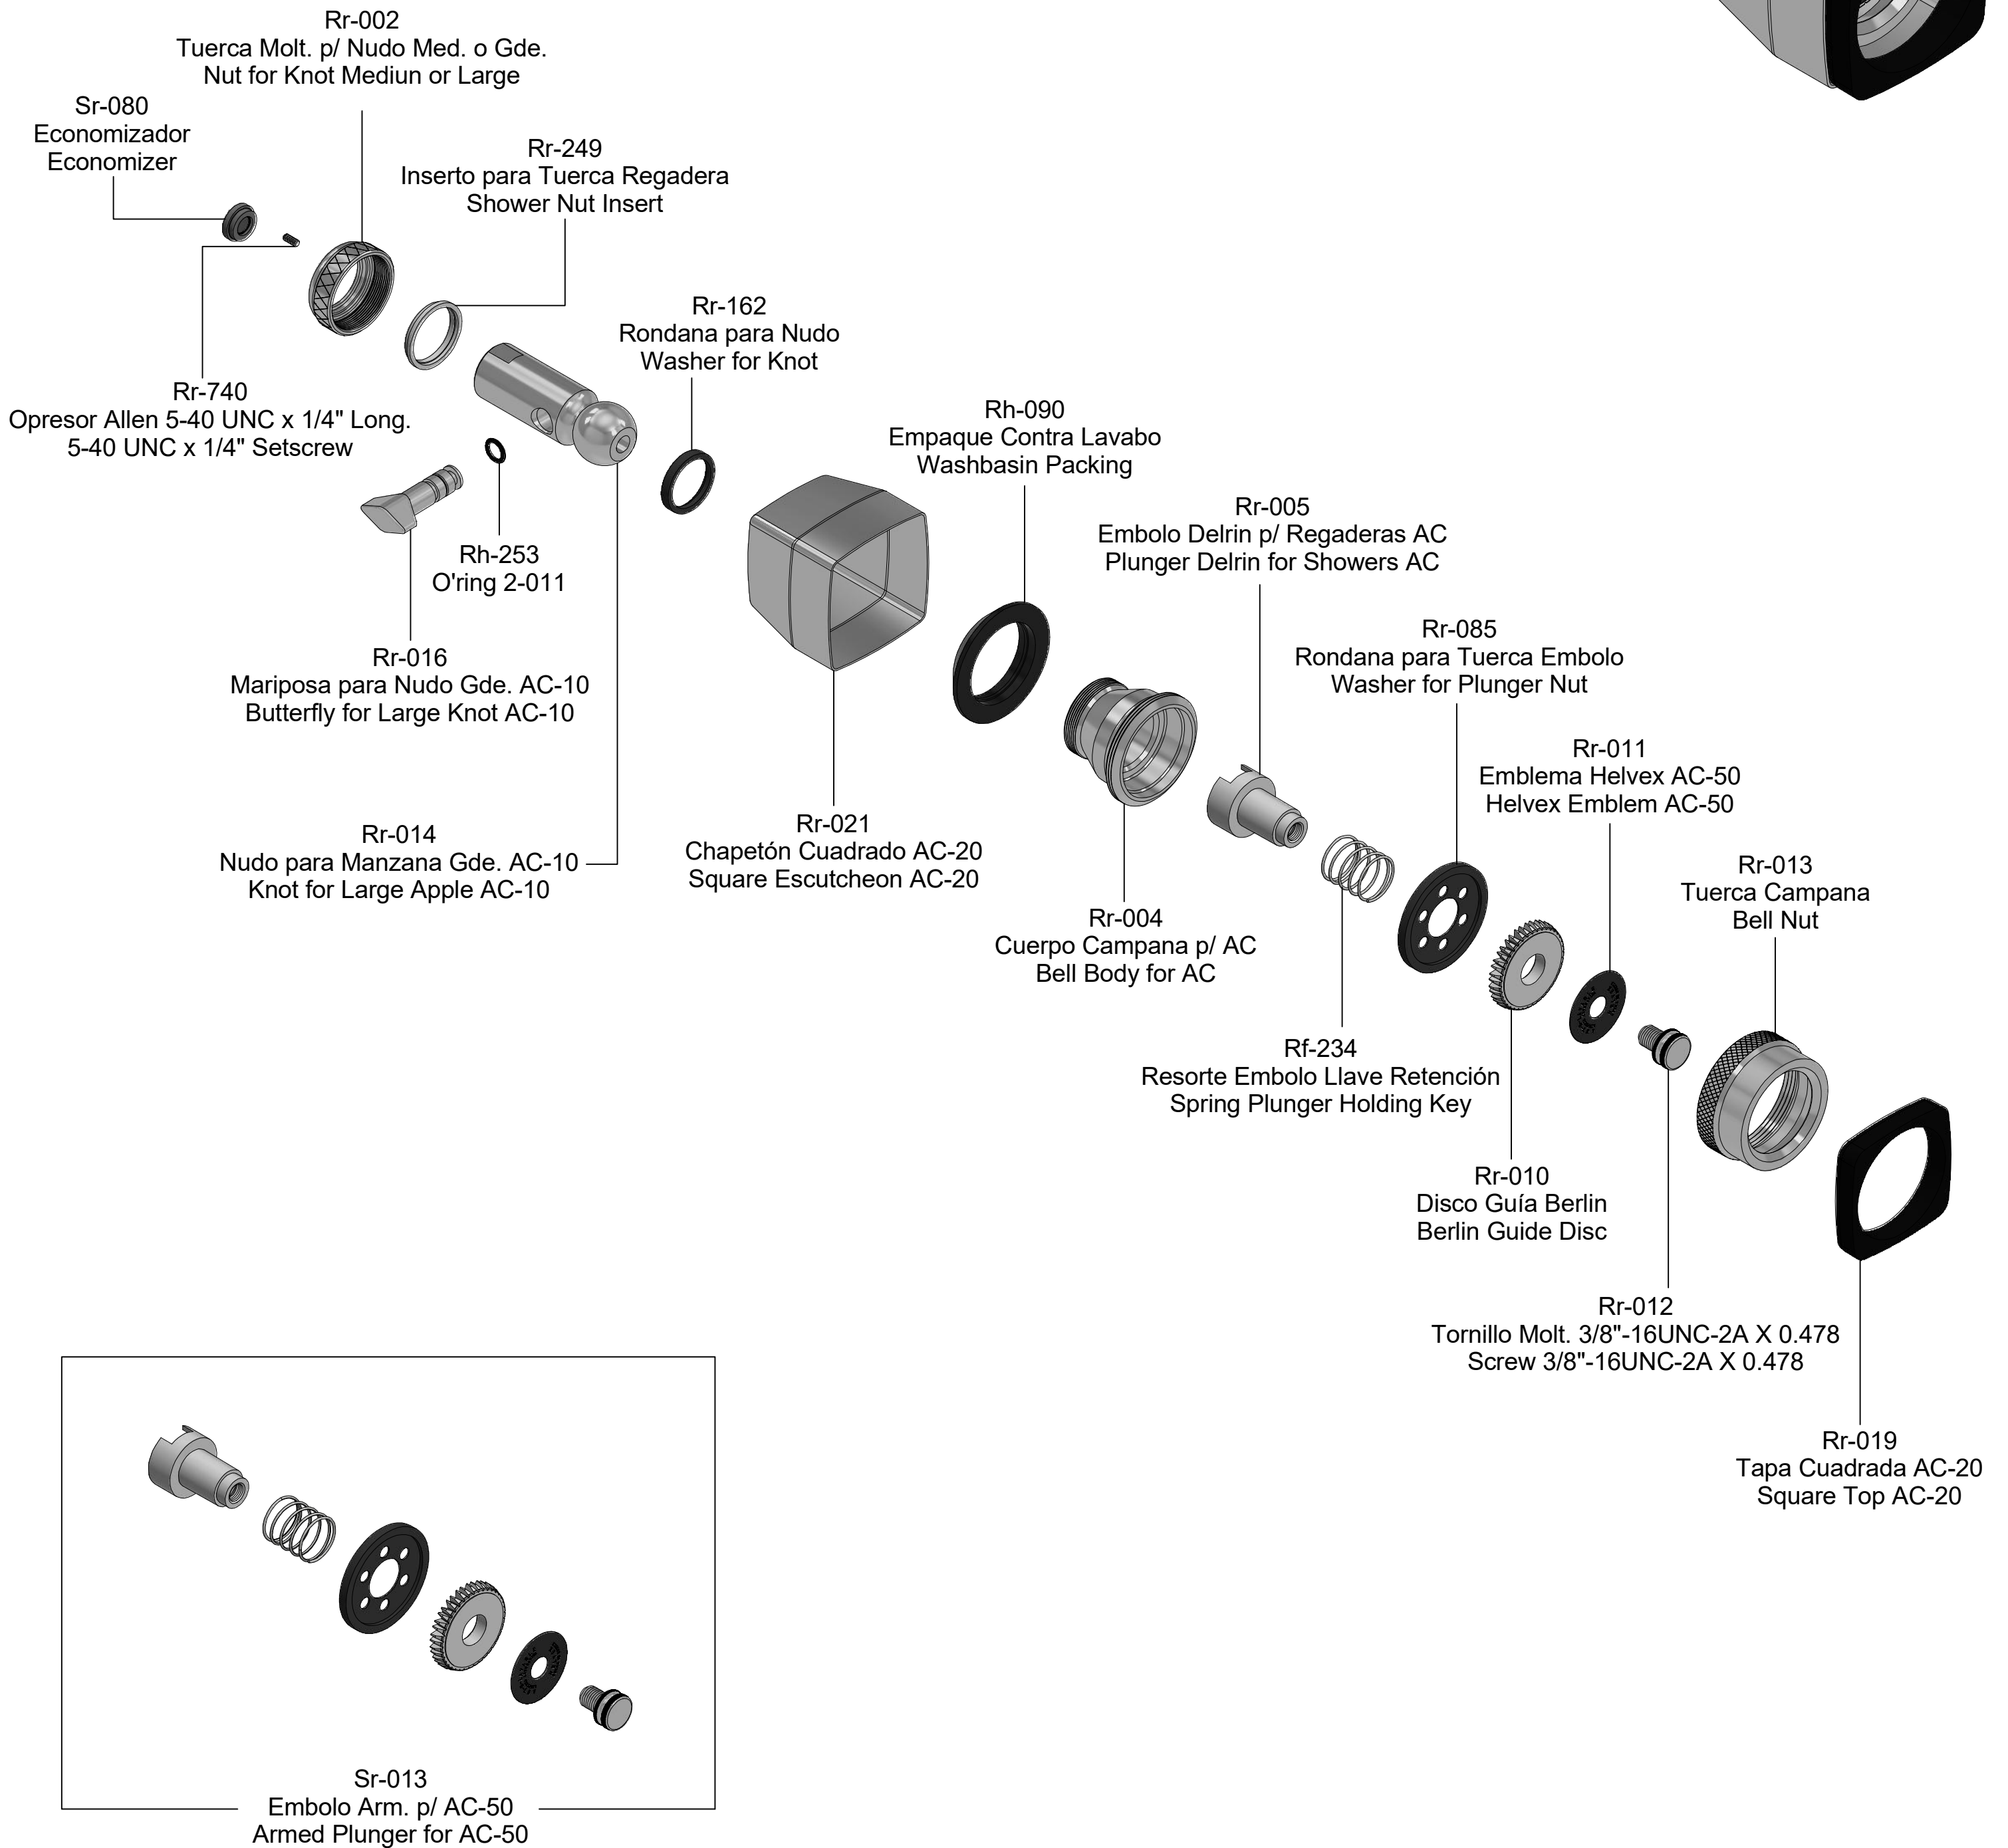 Rr-002
Tuerca Molt. p/ Nudo Med. o Gde.
Nut for Knot Mediun or Large
Sr-080
Economizador
Economizer
Rr-249
Inserto para Tuerca Regadera
Shower Nut Insert
Rr-162
Rondana para Nudo
Washer for Knot
Rr-740
Opresor Allen 5-40 UNC x 1/4" Long.
5-40 UNC x 1/4" Setscrew
Rh-090
Empaque Contra Lavabo
Washbasin Packing
Rr-005
Embolo Delrin p/ Regaderas AC
Plunger Delrin for Showers AC
Rh-253
O'ring 2-011
Rr-085
Rondana para Tuerca Embolo
Washer for Plunger Nut
Rr-016
Mariposa para Nudo Gde. AC-10
Butterfly for Large Knot AC-10
Rr-011
Emblema Helvex AC-50
Helvex Emblem AC-50
Rr-014
Nudo para Manzana Gde. AC-10
Knot for Large Apple AC-10
Rr-021
Chapetón Cuadrado AC-20
Square Escutcheon AC-20
Rr-013
Tuerca Campana
Bell Nut
Rr-004
Cuerpo Campana p/ AC
Bell Body for AC
Rf-234
Resorte Embolo Llave Retención
Spring Plunger Holding Key
Rr-010
Disco Guía Berlin
Berlin Guide Disc
Rr-012
Tornillo Molt. 3/8"-16UNC-2A X 0.478
Screw 3/8"-16UNC-2A X 0.478
Rr-019
Tapa Cuadrada AC-20
Square Top AC-20
Sr-013
Embolo Arm. p/ AC-50
Armed Plunger for AC-50